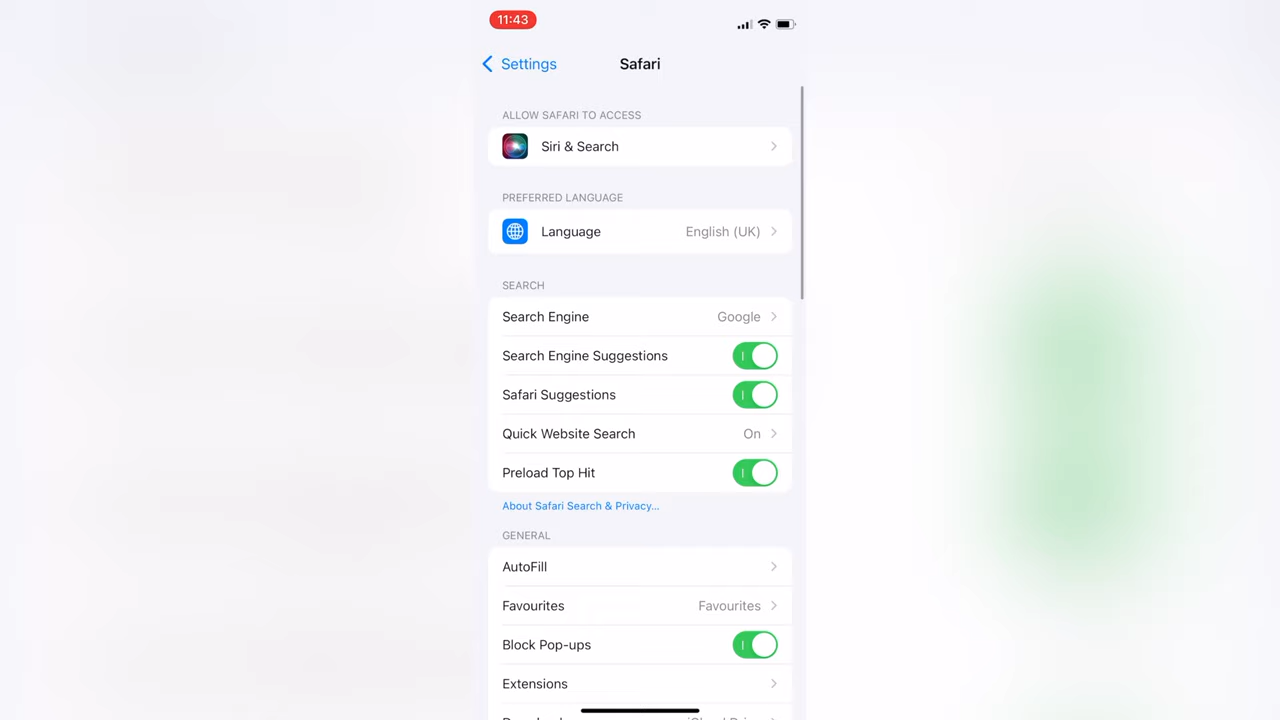 11:43
Settings
Safari
ALLOW SAFARI TO ACCESS
Siri & Search
PREFERRED LANGUAGE
Language English (UK)
SEARCH
Search Engine Google
Search Engine Suggestions
Safari Suggestions
Quick Website Search On
Preload Top Hit
About Safari Search & Privacy...
GENERAL
AutoFill
Favourites Favourites
Block Pop-ups
Extensions